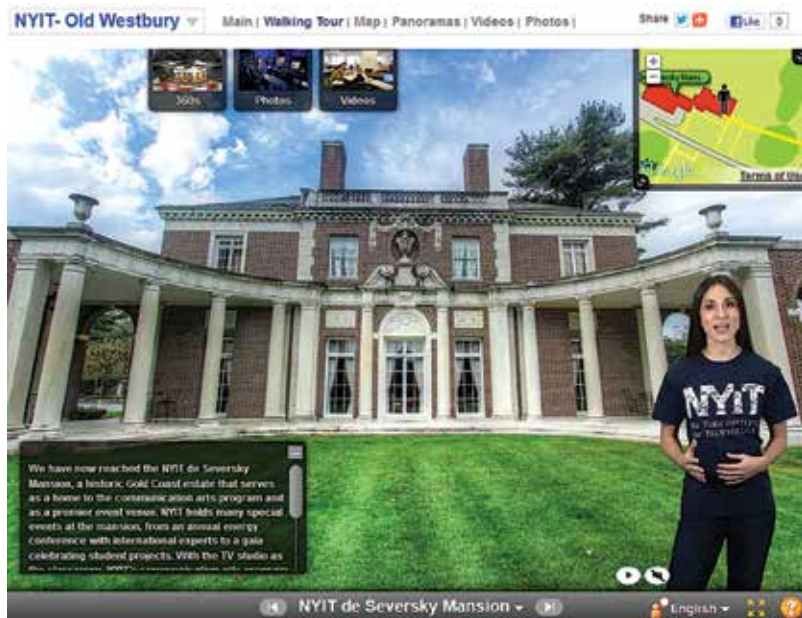 NYIT- Old Westbury
Main | Walking Tour | Map | Panoramas | Videos | Photos |
Share
Like 0
360s
Photos
Videos
Terms of Use
NYIT
We have now reached the NYIT de Seversky
Mansion, a historic Gold Coast estate that serves
as a home to the communication arts program and
as a premier event venue. NYIT holds many special
events at the mansion, from an annual energy
conference with international experts to a gala
celebrating student projects. With the TV studio as
NYIT de Seversky Mansion
English
?